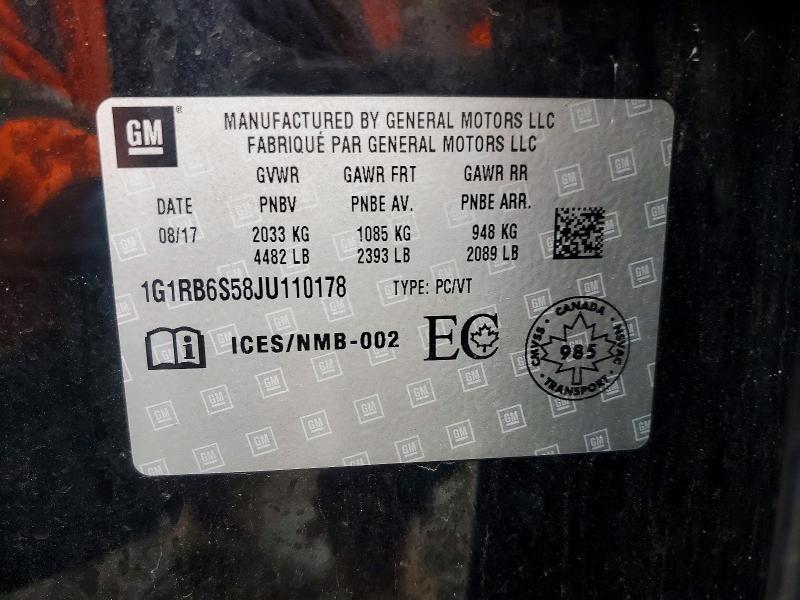 GM
MANUFACTURED BY GENERAL MOTORS LLC
FABRIQUÉ PAR GENERAL MOTORS LLC
GVWR GAWR FRT GAWR RR
DATE PNBV PNBE AV. PNBE ARR.
08/17 2033 KG 1085 KG 948 KG
4482 LB 2393 LB 2089 LB
1G1RB6S58JU110178 TYPE: PC/VT
i ICES/NMB-002 EC
CANADA
CMVSS 985 NSVAC
TRANSPORT